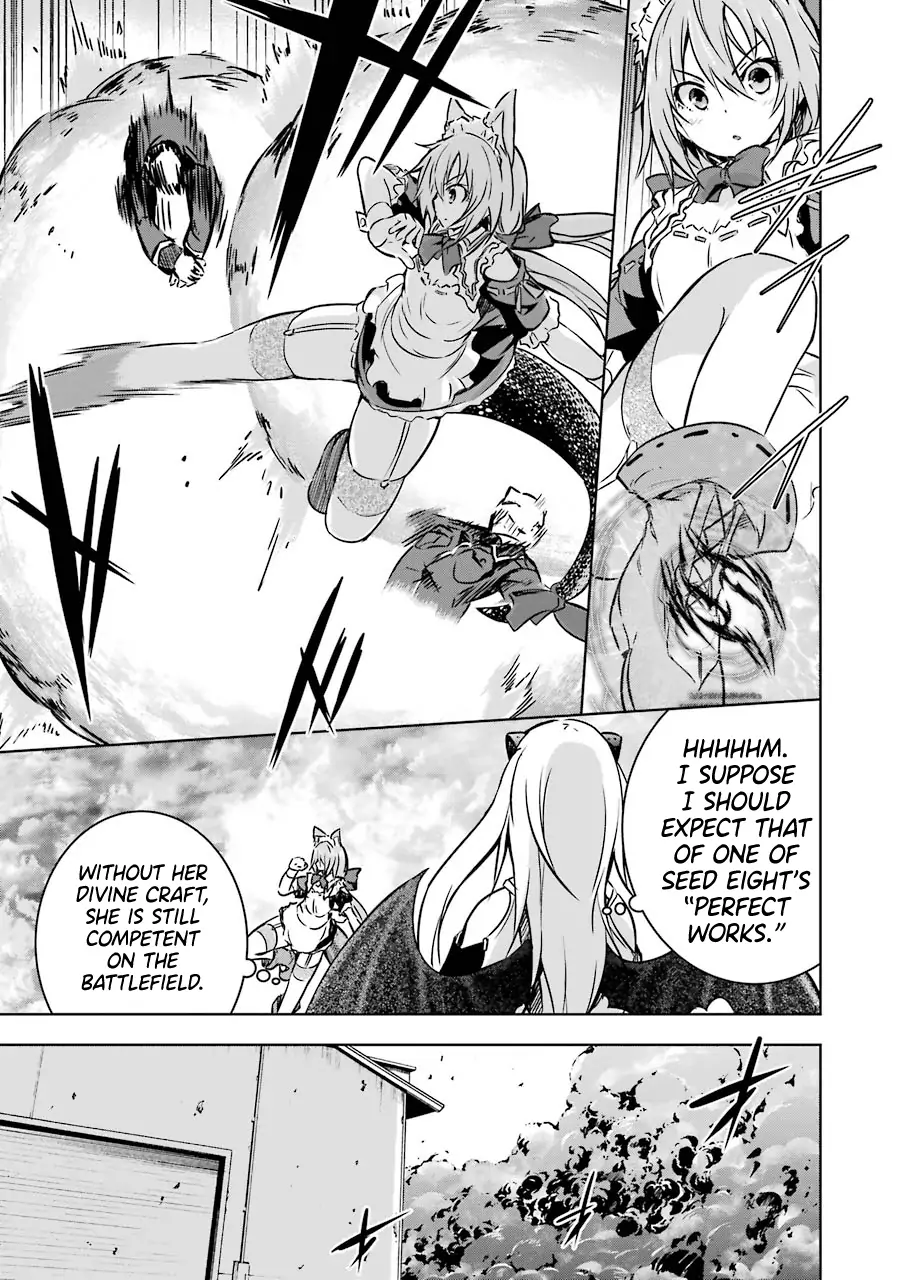 HHHHHM.
I SUPPOSE
I SHOULD
EXPECT THAT
OF ONE OF
SEED EIGHT'S
"PERFECT
WORKS."
WITHOUT HER
DIVINE CRAFT,
SHE IS STILL
COMPETENT
ON THE
BATTLEFIELD.